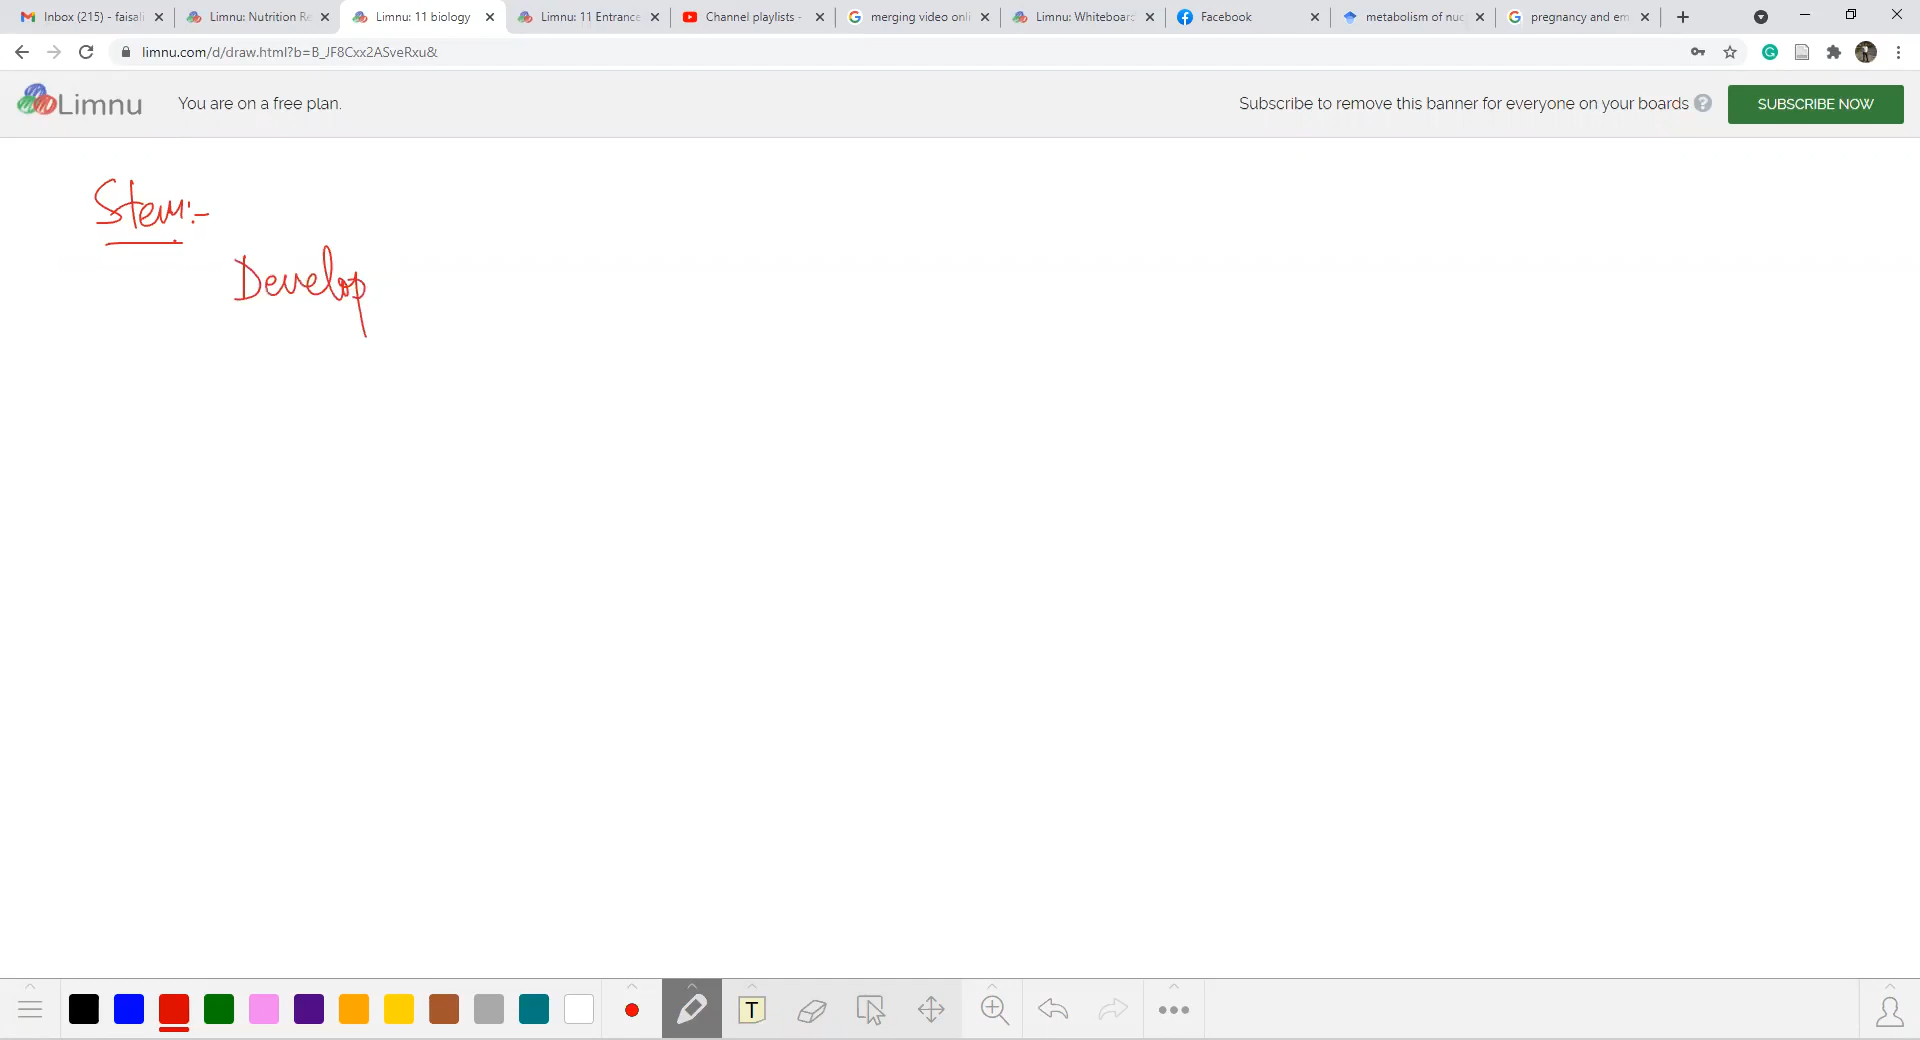 Inbox (215) - faisali
Limnu: Nutrition Re
Limnu: 11 biology
Limnu: 11 Entrance
Channel playlists -
merging video onli
Limnu: Whiteboard
Facebook
metabolism of nuc
pregnancy and em
limnu.com/d/draw.html?b=B_JF8Cxx2ASveRxu&
Limnu You are on a free plan. Subscribe to remove this banner for everyone on your boards ? SUBSCRIBE NOW
Stem:-
Develop
T